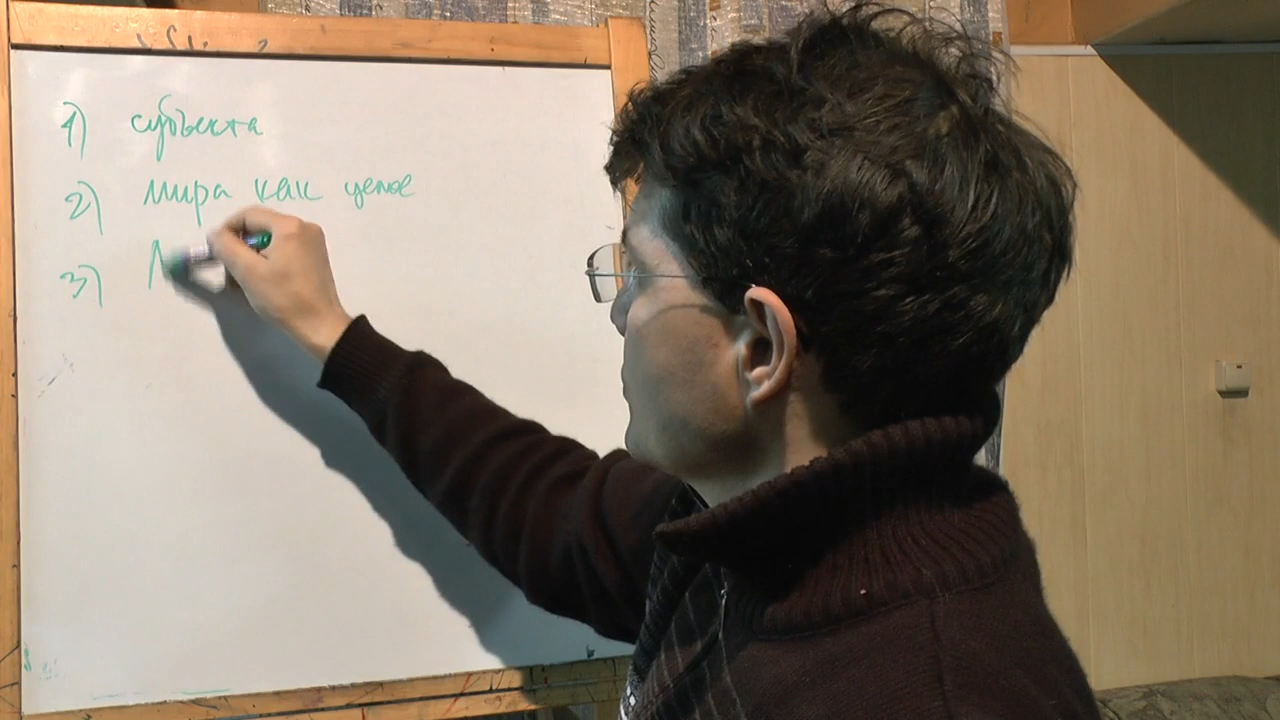 1) субъекта
2) мира как целое
3)